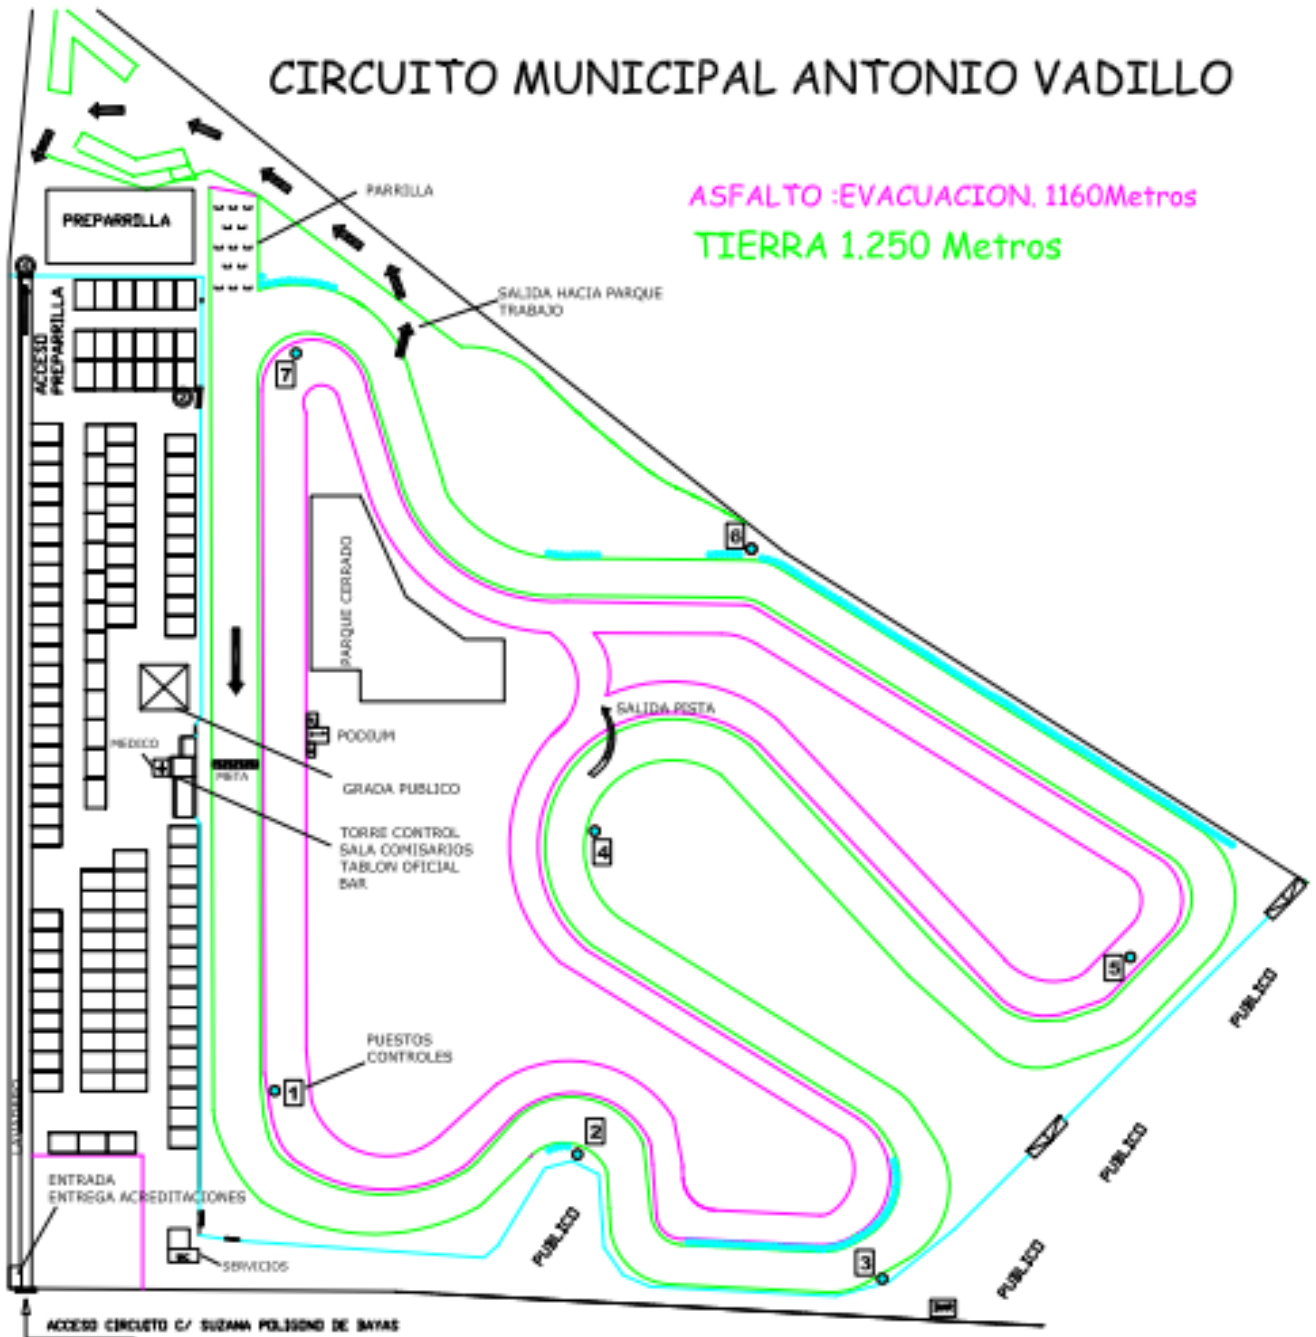 CIRCUITO MUNICIPAL ANTONIO VADILLO
ASFALTO :EVACUACION. 1160Metros
TIERRA 1.250 Metros
PARRILLA
PREPARRILLA
SALIDA HACIA PARQUE
TRABAJO
ACCESO
PREPARRILLA
7
6
PARQUE CERRADO
SALIDA PISTA
PODIUM
MEDICO
META
GRADA PUBLICO
TORRE CONTROL
SALA COMISARIOS
TABLON OFICIAL
BAR
4
5
PUBLICO
PUESTOS
CONTROLES
1
2
PUBLICO
ENTRADA
ENTREGA ACREDITACIONES
PUBLICO
PUBLICO
3
SERVICIOS
WC
BAR
ACCESO CIRCUITO C/ SUZANA POLIGONO DE BAYAS